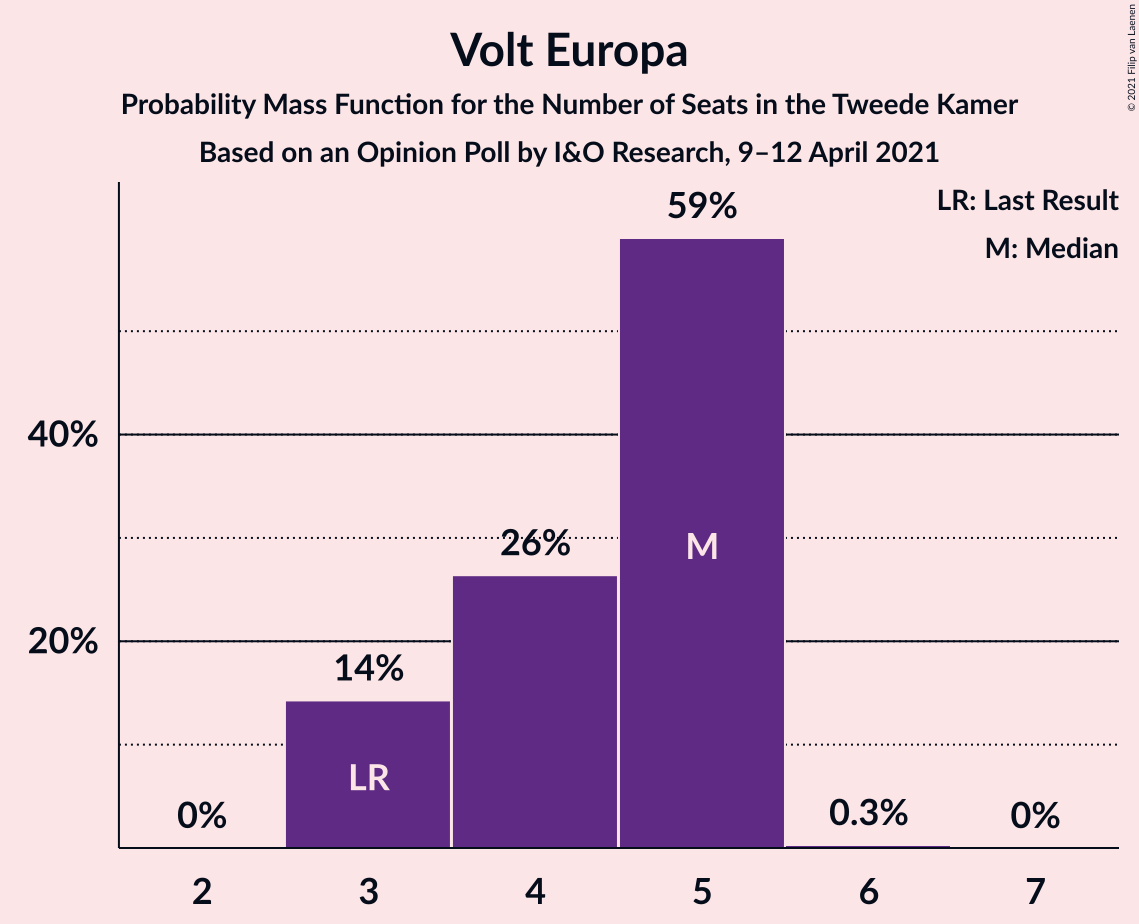 Volt Europa
Probability Mass Function for the Number of Seats in the Tweede Kamer
Based on an Opinion Poll by I&O Research, 9–12 April 2021
© 2021 Filip van Laenen
LR: Last Result
M: Median
59%
40%
26%
M
20%
14%
LR
0%
0.3%
0%
2 3 4 5 6 7